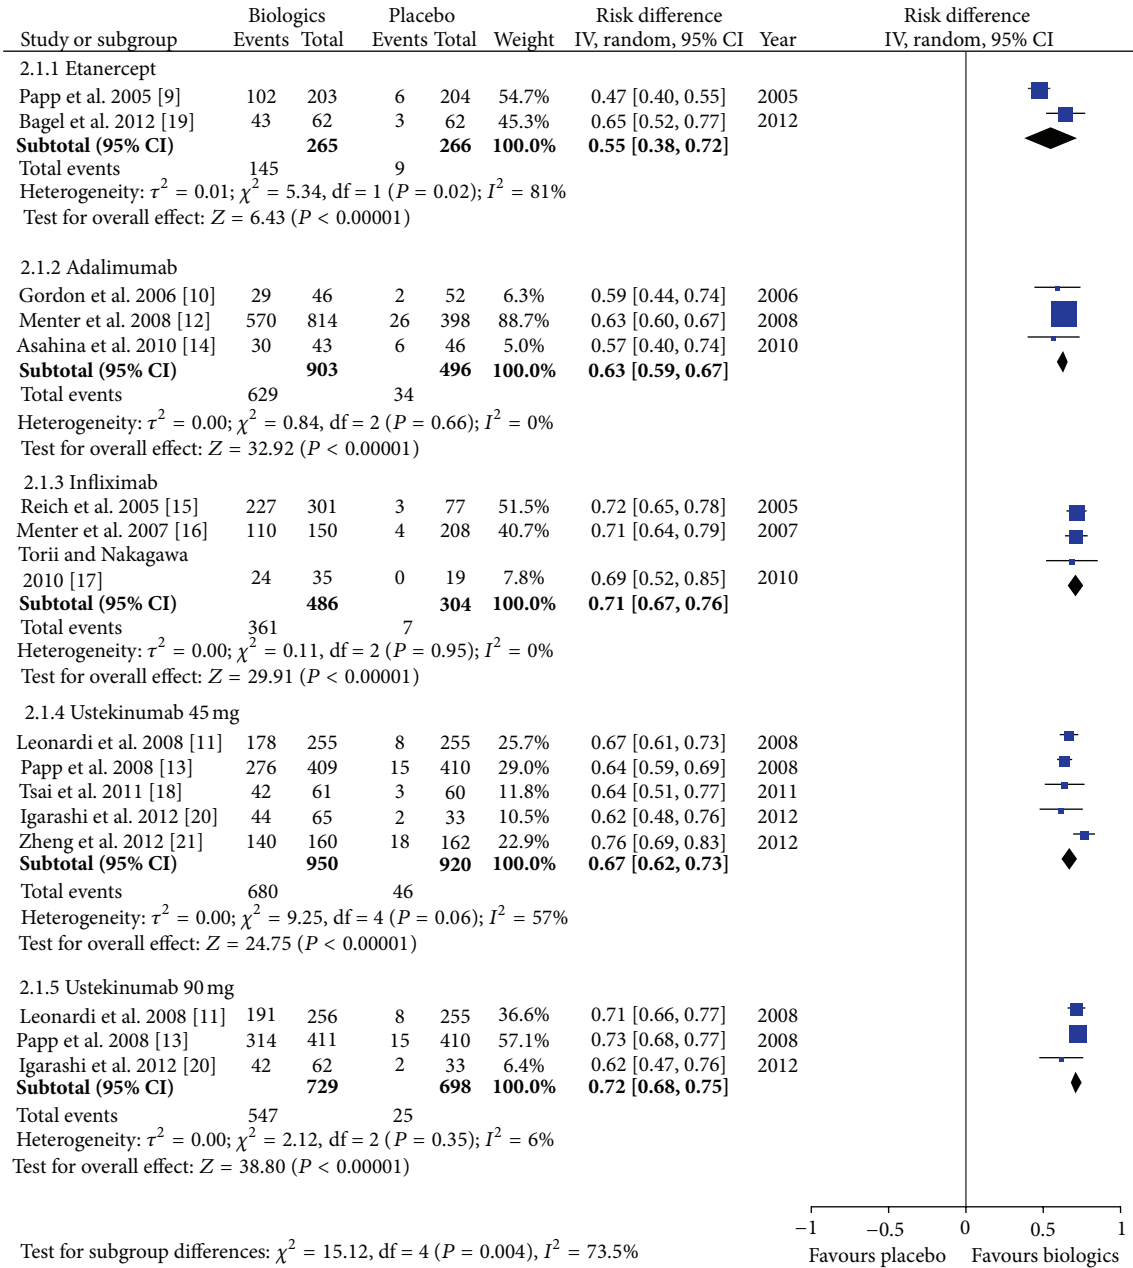 Biologics Placebo Risk difference Risk difference
Study or subgroup Events Total Events Total Weight IV, random, 95% CI Year IV, random, 95% CI
2.1.1 Etanercept
Papp et al. 2005 [9] 102 203 6 204 54.7% 0.47 [0.40, 0.55] 2005
Bagel et al. 2012 [19] 43 62 3 62 45.3% 0.65 [0.52, 0.77] 2012
Subtotal (95% CI) 265 266 100.0% 0.55 [0.38, 0.72]
Total events 145 9
Heterogeneity: τ² = 0.01; χ² = 5.34, df = 1 (P = 0.02); I² = 81%
Test for overall effect: Z = 6.43 (P < 0.00001)
2.1.2 Adalimumab
Gordon et al. 2006 [10] 29 46 2 52 6.3% 0.59 [0.44, 0.74] 2006
Menter et al. 2008 [12] 570 814 26 398 88.7% 0.63 [0.60, 0.67] 2008
Asahina et al. 2010 [14] 30 43 6 46 5.0% 0.57 [0.40, 0.74] 2010
Subtotal (95% CI) 903 496 100.0% 0.63 [0.59, 0.67]
Total events 629 34
Heterogeneity: τ² = 0.00; χ² = 0.84, df = 2 (P = 0.66); I² = 0%
Test for overall effect: Z = 32.92 (P < 0.00001)
2.1.3 Infliximab
Reich et al. 2005 [15] 227 301 3 77 51.5% 0.72 [0.65, 0.78] 2005
Menter et al. 2007 [16] 110 150 4 208 40.7% 0.71 [0.64, 0.79] 2007
Torii and Nakagawa
2010 [17] 24 35 0 19 7.8% 0.69 [0.52, 0.85] 2010
Subtotal (95% CI) 486 304 100.0% 0.71 [0.67, 0.76]
Total events 361 7
Heterogeneity: τ² = 0.00; χ² = 0.11, df = 2 (P = 0.95); I² = 0%
Test for overall effect: Z = 29.91 (P < 0.00001)
2.1.4 Ustekinumab 45 mg
Leonardi et al. 2008 [11] 178 255 8 255 25.7% 0.67 [0.61, 0.73] 2008
Papp et al. 2008 [13] 276 409 15 410 29.0% 0.64 [0.59, 0.69] 2008
Tsai et al. 2011 [18] 42 61 3 60 11.8% 0.64 [0.51, 0.77] 2011
Igarashi et al. 2012 [20] 44 65 2 33 10.5% 0.62 [0.48, 0.76] 2012
Zheng et al. 2012 [21] 140 160 18 162 22.9% 0.76 [0.69, 0.83] 2012
Subtotal (95% CI) 950 920 100.0% 0.67 [0.62, 0.73]
Total events 680 46
Heterogeneity: τ² = 0.00; χ² = 9.25, df = 4 (P = 0.06); I² = 57%
Test for overall effect: Z = 24.75 (P < 0.00001)
2.1.5 Ustekinumab 90 mg
Leonardi et al. 2008 [11] 191 256 8 255 36.6% 0.71 [0.66, 0.77] 2008
Papp et al. 2008 [13] 314 411 15 410 57.1% 0.73 [0.68, 0.77] 2008
Igarashi et al. 2012 [20] 42 62 2 33 6.4% 0.62 [0.47, 0.76] 2012
Subtotal (95% CI) 729 698 100.0% 0.72 [0.68, 0.75]
Total events 547 25
Heterogeneity: τ² = 0.00; χ² = 2.12, df = 2 (P = 0.35); I² = 6%
Test for overall effect: Z = 38.80 (P < 0.00001)
−1 −0.5 0 0.5 1
Test for subgroup differences: χ² = 15.12, df = 4 (P = 0.004), I² = 73.5% Favours placebo Favours biologics